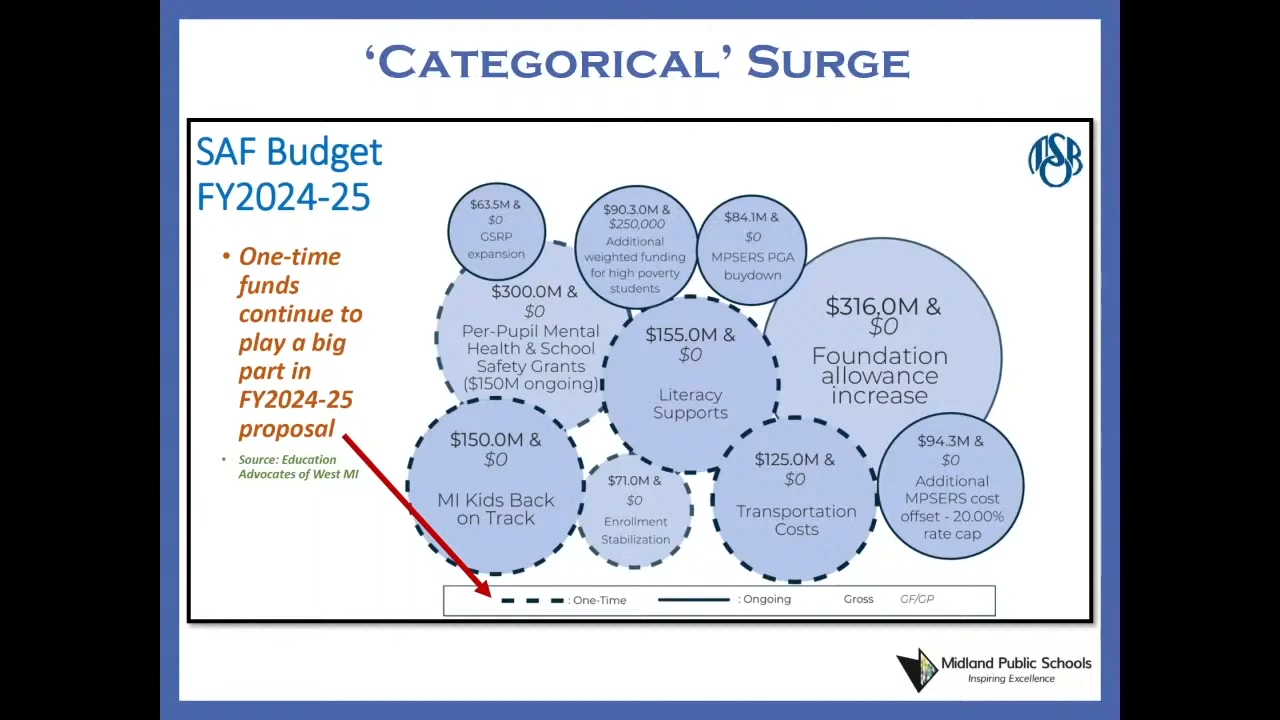 ‘CATEGORICAL’ SURGE
SAF Budget
FY2024-25
• One-time
funds
continue to
play a big
part in
FY2024-25
proposal
• Source: Education
Advocates of West MI
$63.5M &
$0
GSRP
expansion
$90.3.0M &
$250,000
Additional
weighted funding
for high poverty
students
$84.1M &
$0
MPSERS PGA
buydown
$300.0M &
$0
Per-Pupil Mental
Health & School
Safety Grants
($150M ongoing)
$155.0M &
$0
Literacy
Supports
$316.0M &
$0
Foundation
allowance
increase
$150.0M &
$0
MI Kids Back
on Track
$71.0M &
$0
Enrollment
Stabilization
$125.0M &
$0
Transportation
Costs
$94.3M &
$0
Additional
MPSERS cost
offset - 20.00%
rate cap
: One-Time : Ongoing Gross GF/GP
Midland Public Schools
Inspiring Excellence